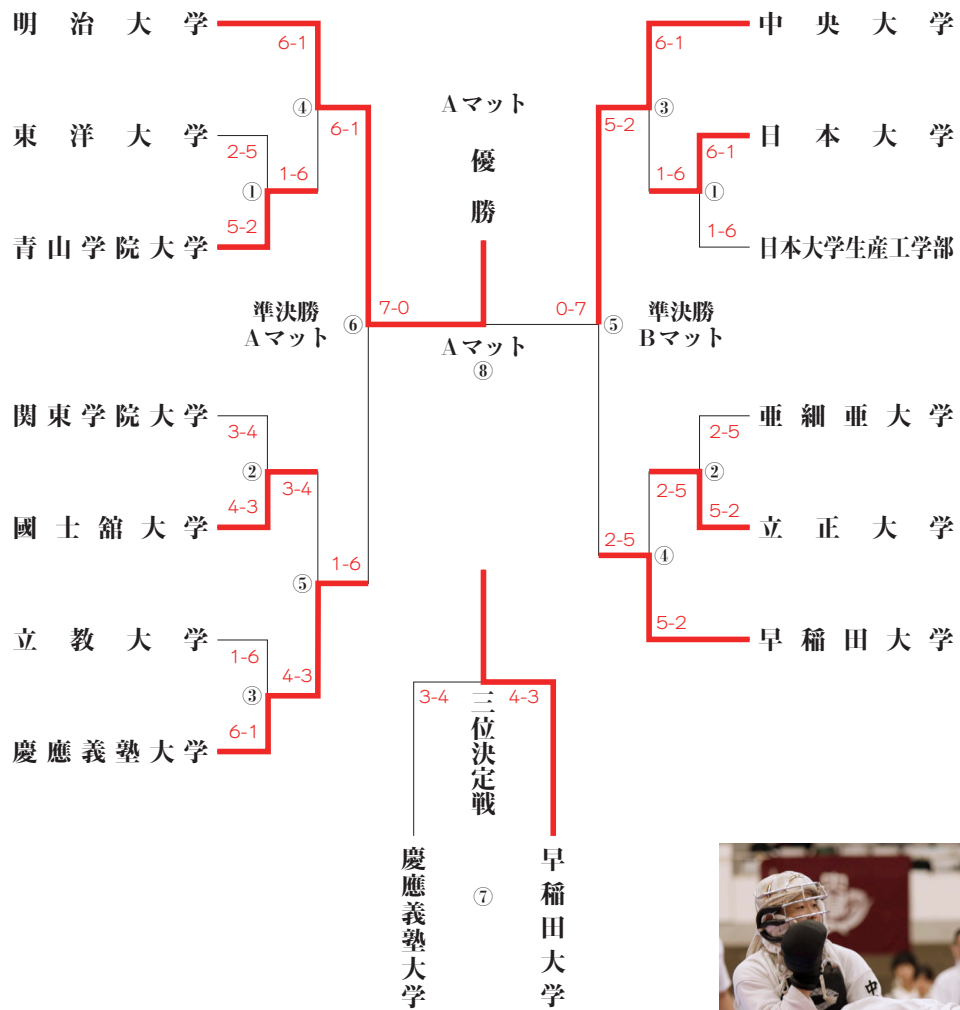 明治大学
6-1
④
東洋大学
2-5
①
1-6
6-1
青山学院大学
5-2
準決勝
Aマット
⑥
7-0
関東学院大学
3-4
②
3-4
國士舘大学
4-3
⑤
1-6
立教大学
1-6
③
4-3
慶應義塾大学
6-1
Aマット
優勝
Aマット
⑧
中央大学
6-1
③
5-2
日本大学
6-1
①
1-6
日本大学生産工学部
1-6
0-7
⑤
準決勝
Bマット
亜細亜大学
2-5
②
2-5
立正大学
5-2
2-5
④
早稲田大学
5-2
3-4
三位決定戦
4-3
慶應義塾大学
⑦
早稲田大学
中